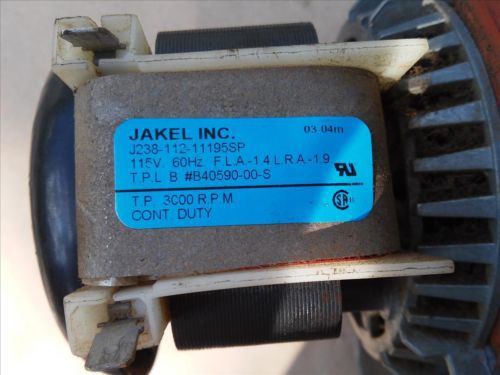 JAKEL INC. 03 04m
J238-112-11195SP
115V. 60Hz F.L.A.-1.4 L.R.A.-1.9
T.P.L B #B40590-00-S
T.P. 3000 R.P.M.
CONT. DUTY